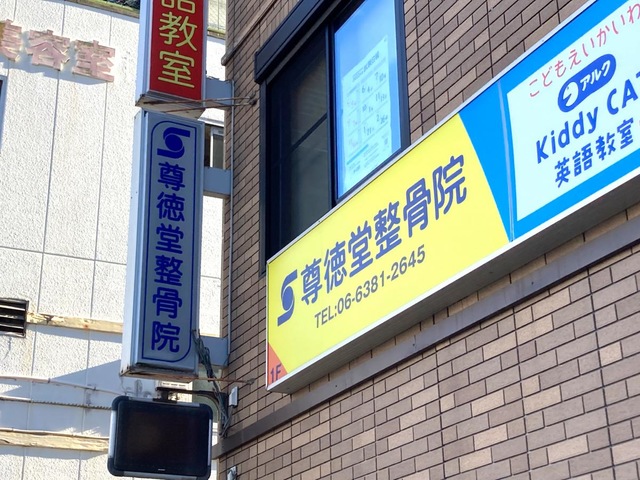 語教室
美容室
尊徳堂整骨院
尊徳堂整骨院
TEL:06-6381-2645
1F
こどもえいかいわ
アルク
Kiddy CAT
英語教室